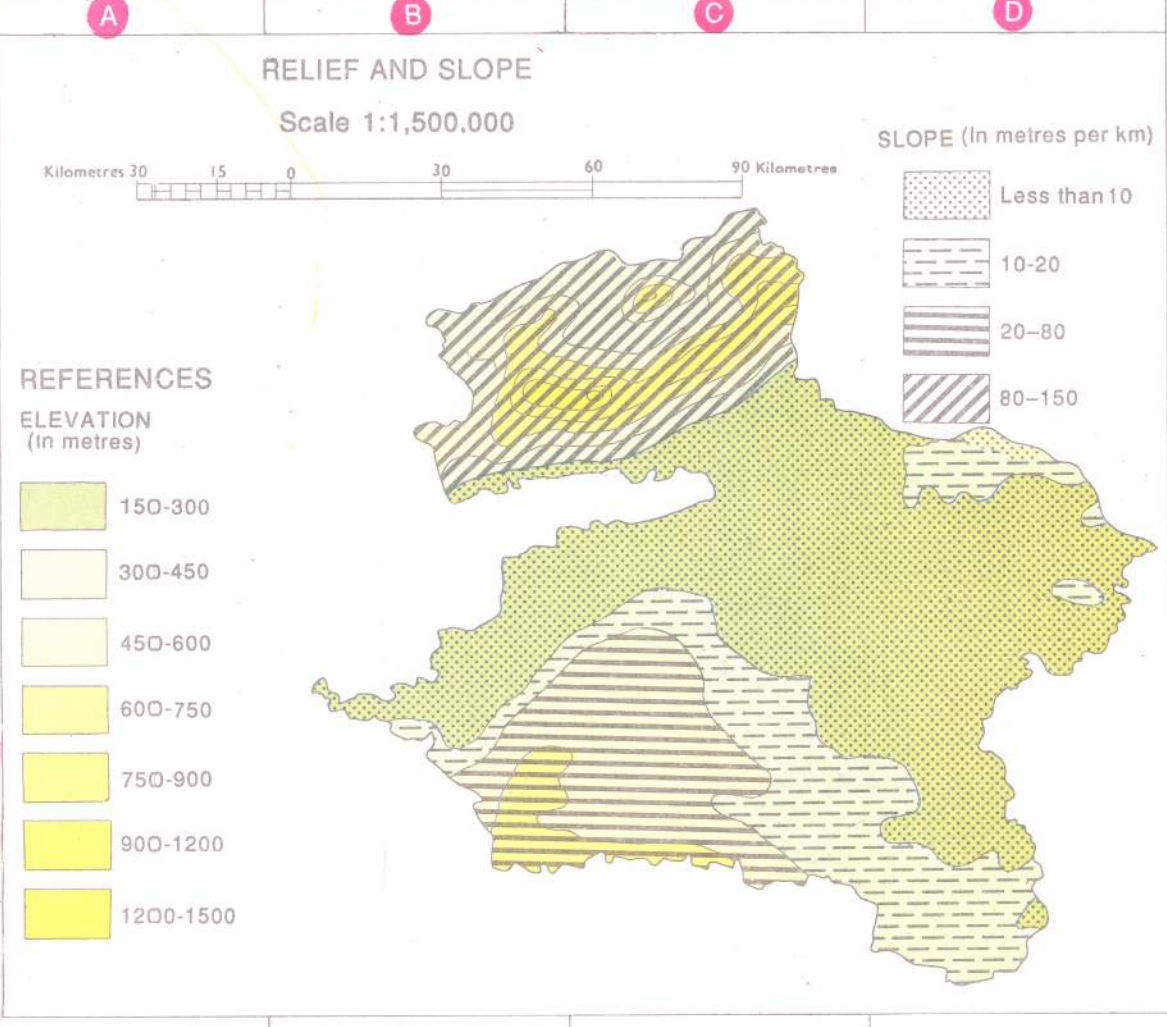 A
B
C
D
RELIEF AND SLOPE
Scale 1:1,500,000
Kilometres 30 15 0 30 60 90 Kilometres
SLOPE (In metres per km)
Less than 10
10-20
20–80
80–150
REFERENCES
ELEVATION
(In metres)
150-300
300-450
450-600
600-750
750-900
900-1200
1200-1500